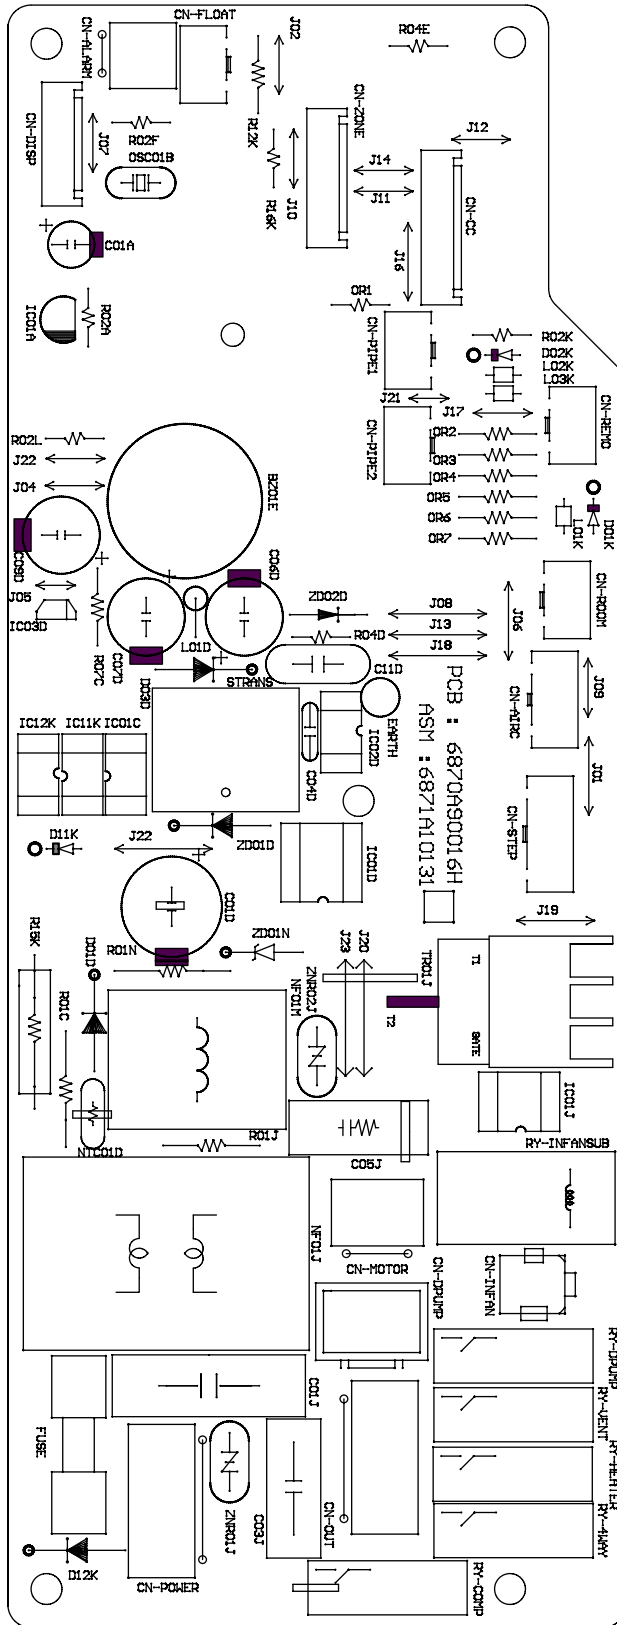 CN-FLOAT
CN-ALARM
J02
R04E
CN-DISP
J07
R02F
OSC01B
R12K
CN-ZONE
J12
J14
J11
R16K
J10
CN-CC
J16
C01A
IC01A
R02A
OR1
CN-PIPE1
R02K
D02K
L02K
L03K
J21
J17
CN-REMO
R02L
J22
J04
BZ01E
CN-PIPE2
OR2
OR3
OR4
OR5
OR6
OR7
L01K
D01K
C09D
J05
IC03D
R07C
C07D
C06D
L01D
ZD02D
R04D
J08
J13
J18
J06
CN-ROOM
D03D
STRANS
C11D
EARTH
CN-AIRC
J09
J01
IC12K
IC11K
IC01C
C04D
IC02D
PCB : 6870A90016H
ASM : 6871A10131
CN-STEP
D11K
J22
ZD01D
IC01D
C01D
J19
R15K
D01D
R01N
ZD01N
R01C
J23
J20
ZNR02J
NF01M
TR01J
T1
T2
GATE
IC01J
NTC01D
R01J
C05J
RY-INFANSUB
NF01J
CN-MOTOR
CN-DPUMP
CN-INFAN
RY-DPUMP
C01J
RY-VENT
FUSE
RY-HEATER
ZNR01J
C03J
CN-OUT
RY-4WAY
D12K
CN-POWER
RY-COMP